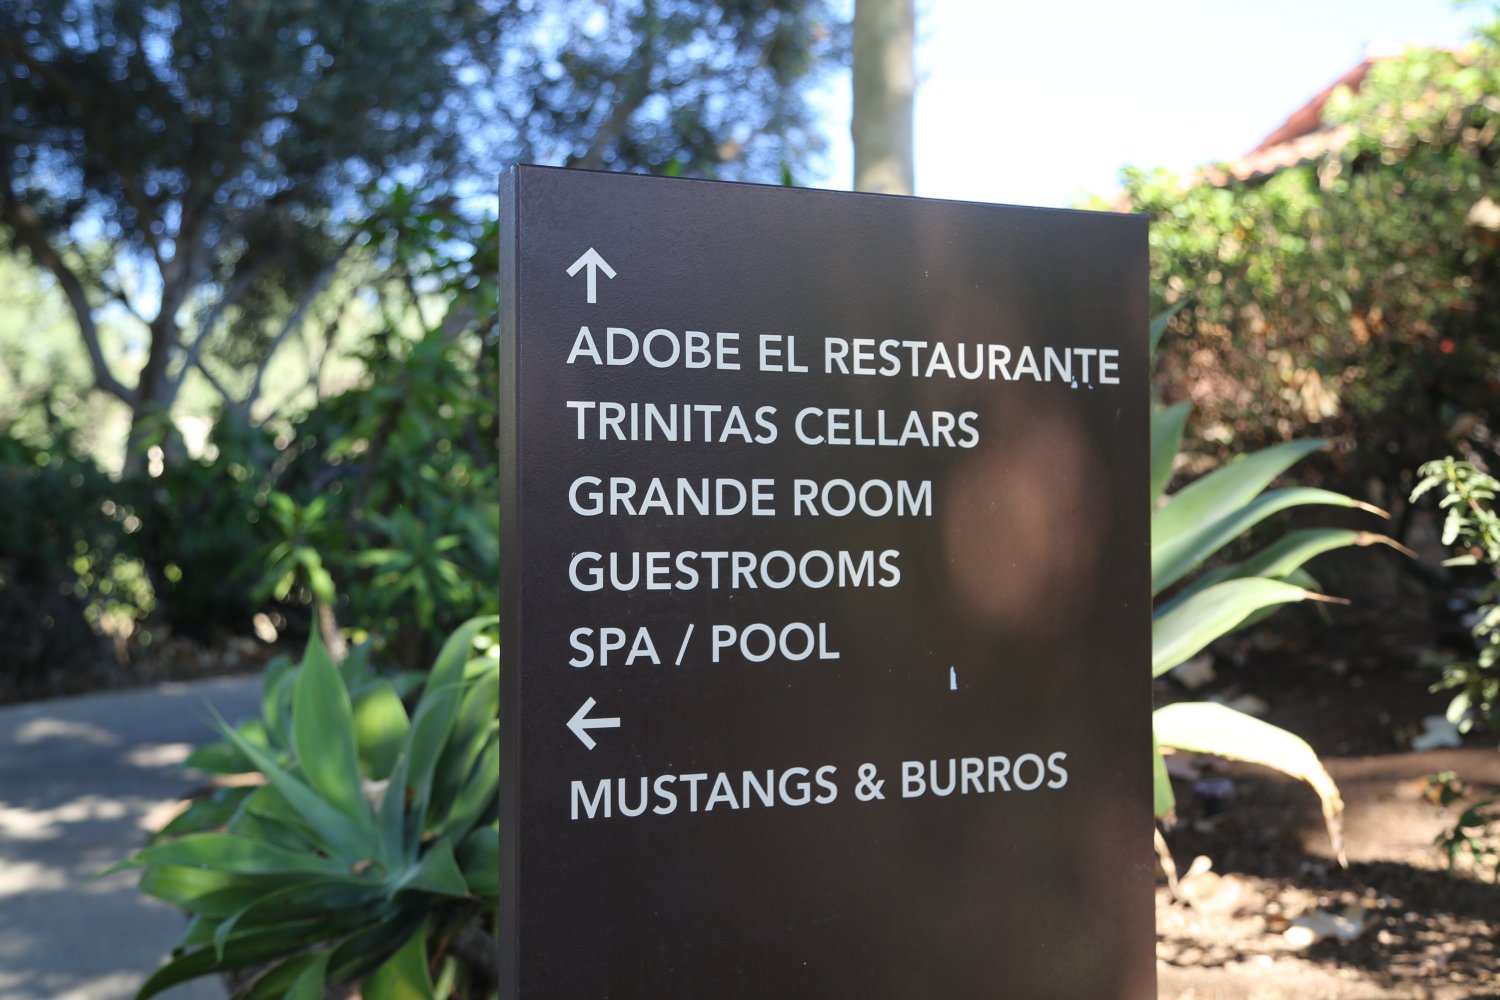 ↑
ADOBE EL RESTAURANTE
TRINITAS CELLARS
GRANDE ROOM
GUESTROOMS
SPA / POOL
←
MUSTANGS & BURROS